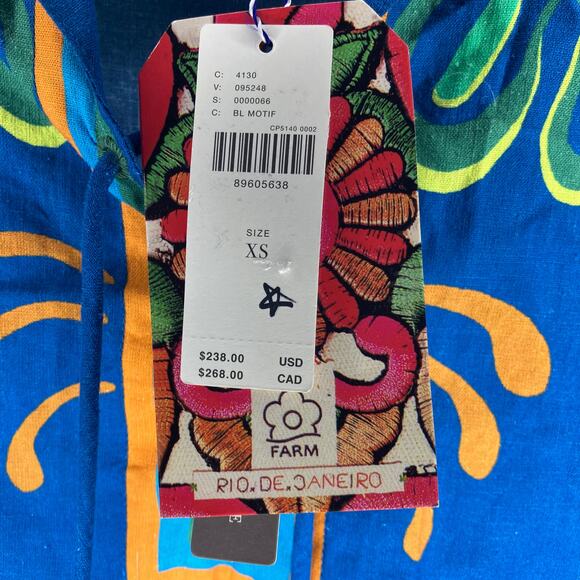 C: 4130
V: 095248
S: 0000066
C: BL MOTIF
CP5140 0002
89605638
SIZE
XS
$238.00 USD
$268.00 CAD
FARM
RIO.DE.JANEIRO